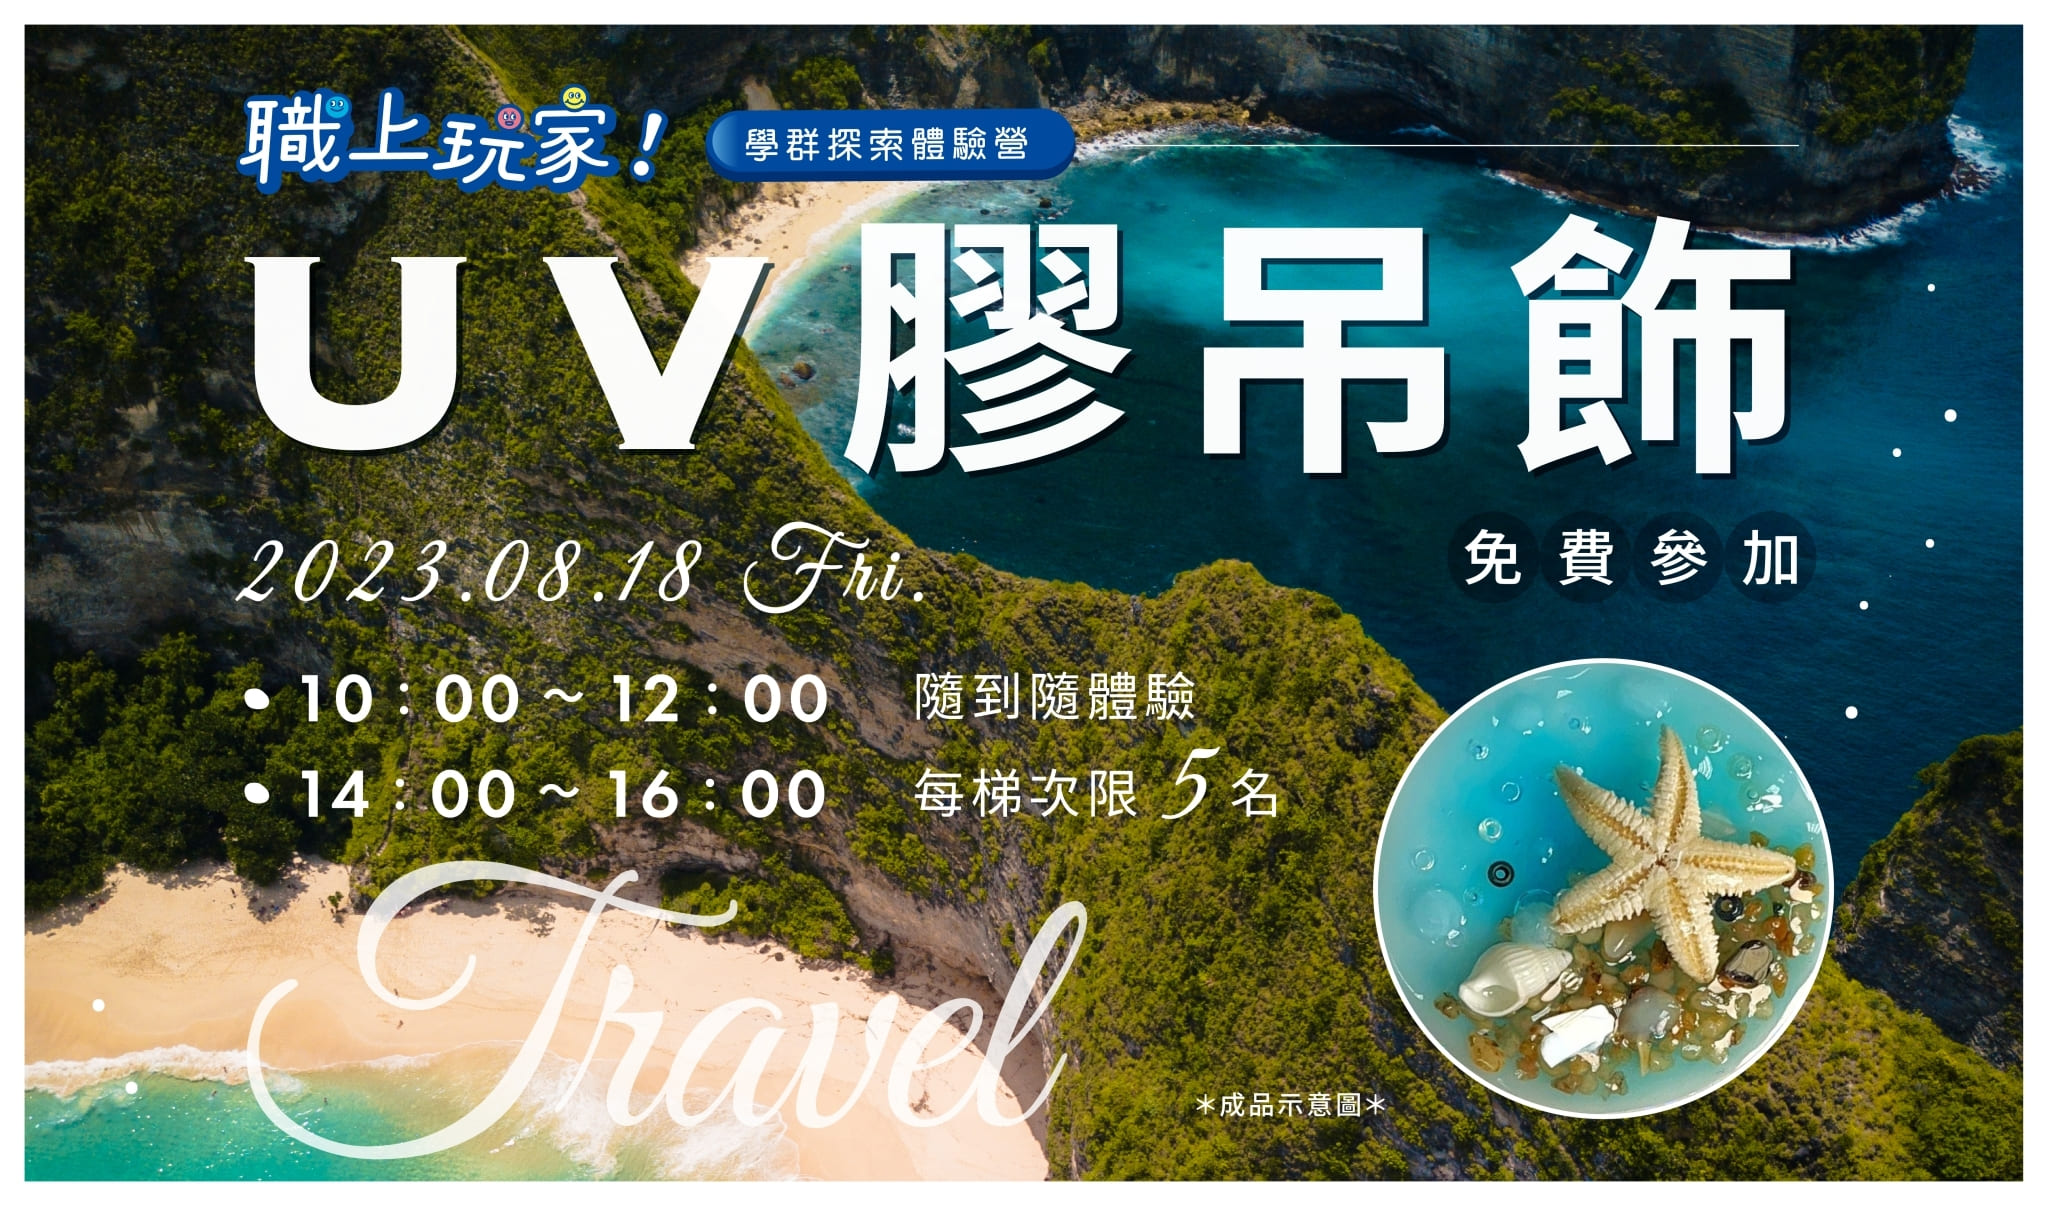 職上玩家！ 學群探索體驗營
UV膠吊飾
2023.08.18 Fri.
免費參加
• 10：00～12：00 隨到隨體驗
• 14：00～16：00 每梯次限 5 名
Travel
＊成品示意圖＊